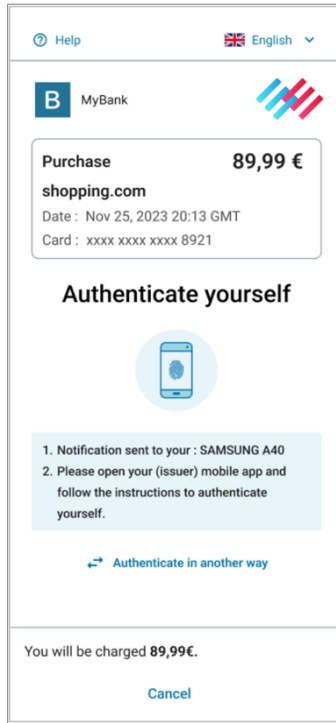 Help
English
B MyBank
Purchase 89,99 €
shopping.com
Date : Nov 25, 2023 20:13 GMT
Card : xxxx xxxx xxxx 8921
Authenticate yourself
1. Notification sent to your : SAMSUNG A40
2. Please open your (issuer) mobile app and
follow the instructions to authenticate
yourself.
Authenticate in another way
You will be charged 89,99€.
Cancel